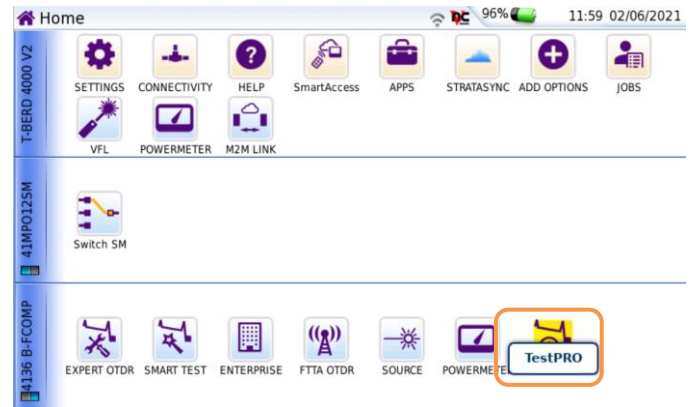 Home
96%
11:59 02/06/2021
T-BERD 4000 V2
SETTINGS
CONNECTIVITY
HELP
SmartAccess
APPS
STRATASYNC
ADD OPTIONS
JOBS
VFL
POWERMETER
M2M LINK
41MPO12SM
Switch SM
4136 B-FCOMP
EXPERT OTDR
SMART TEST
ENTERPRISE
FTTA OTDR
SOURCE
POWERMETE
TestPRO